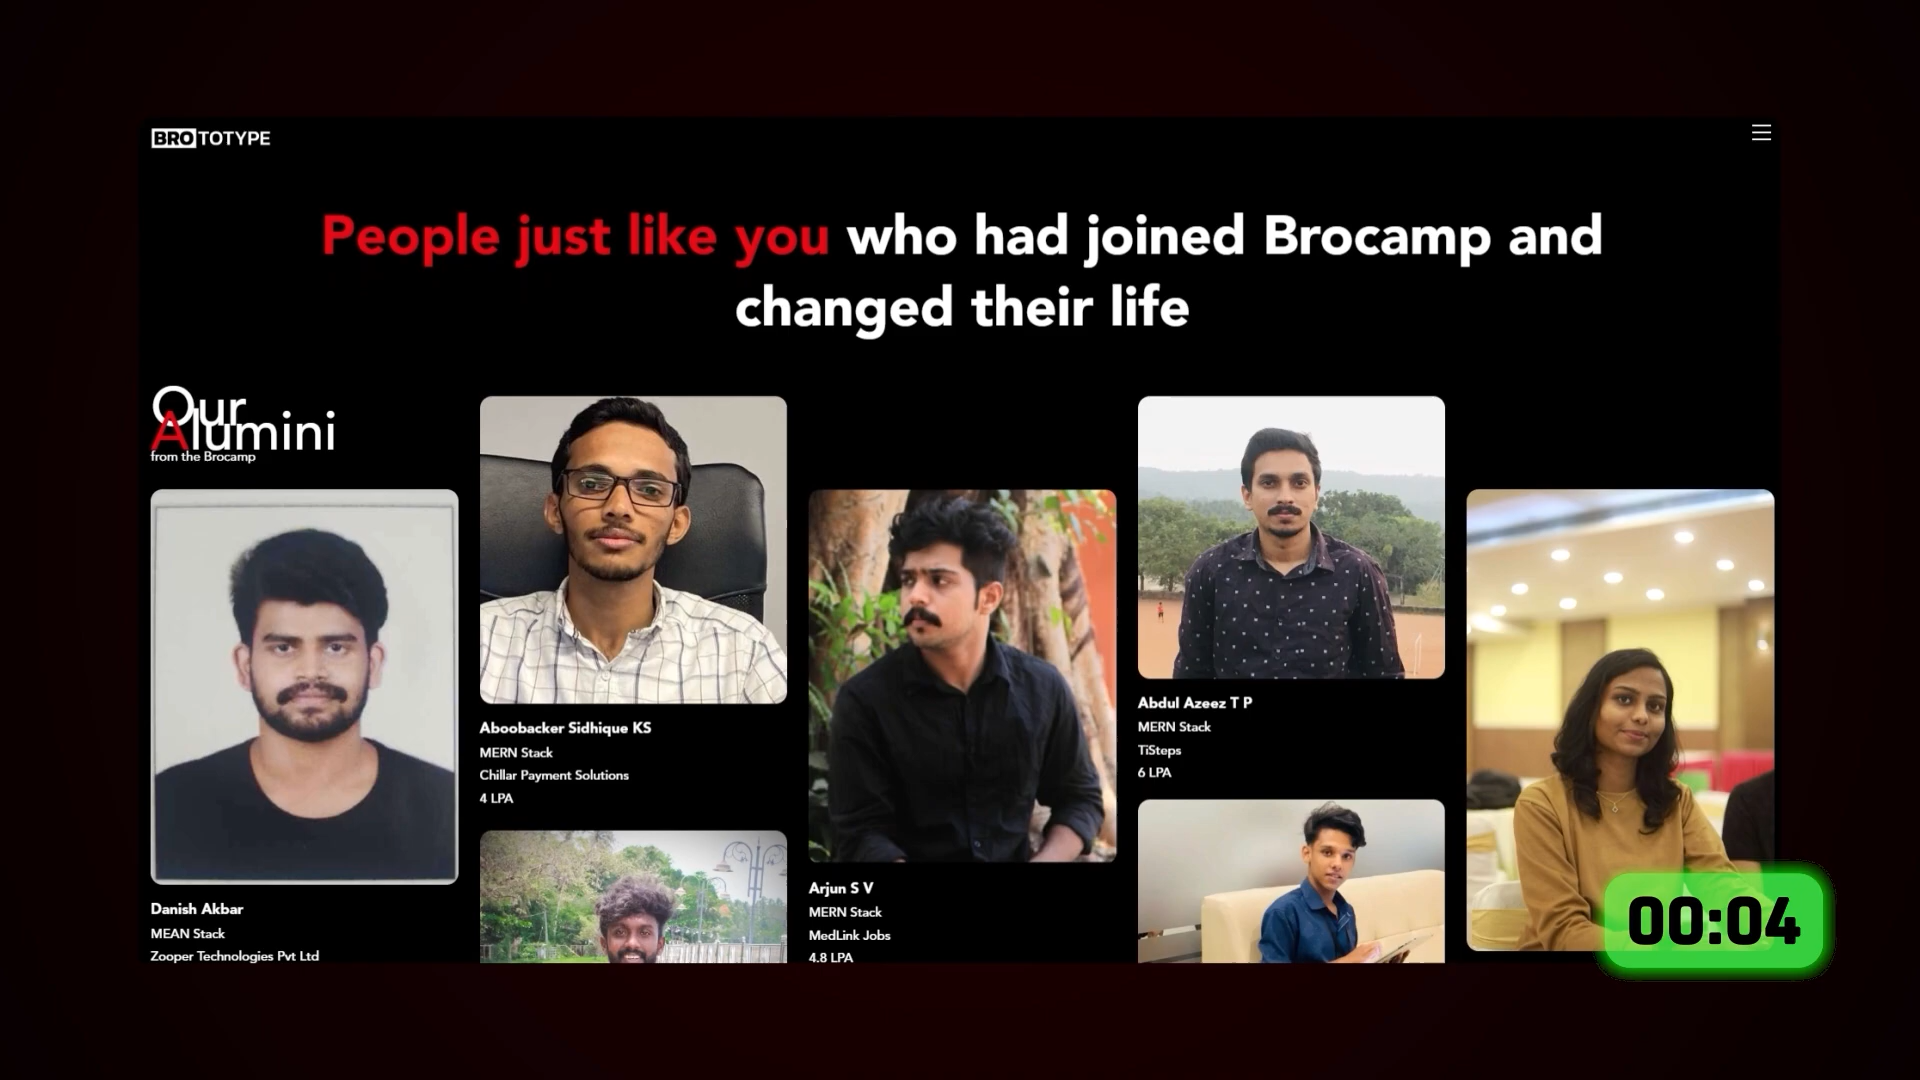 BROTOTYPE
People just like you who had joined Brocamp and
changed their life
Our
Alumini
from the Brocamp
Danish Akbar
MEAN Stack
Zooper Technologies Pvt Ltd
Aboobacker Sidhique KS
MERN Stack
Chillar Payment Solutions
4 LPA
Arjun S V
MERN Stack
MedLink Jobs
4.8 LPA
Abdul Azeez T P
MERN Stack
TiSteps
6 LPA
00:04